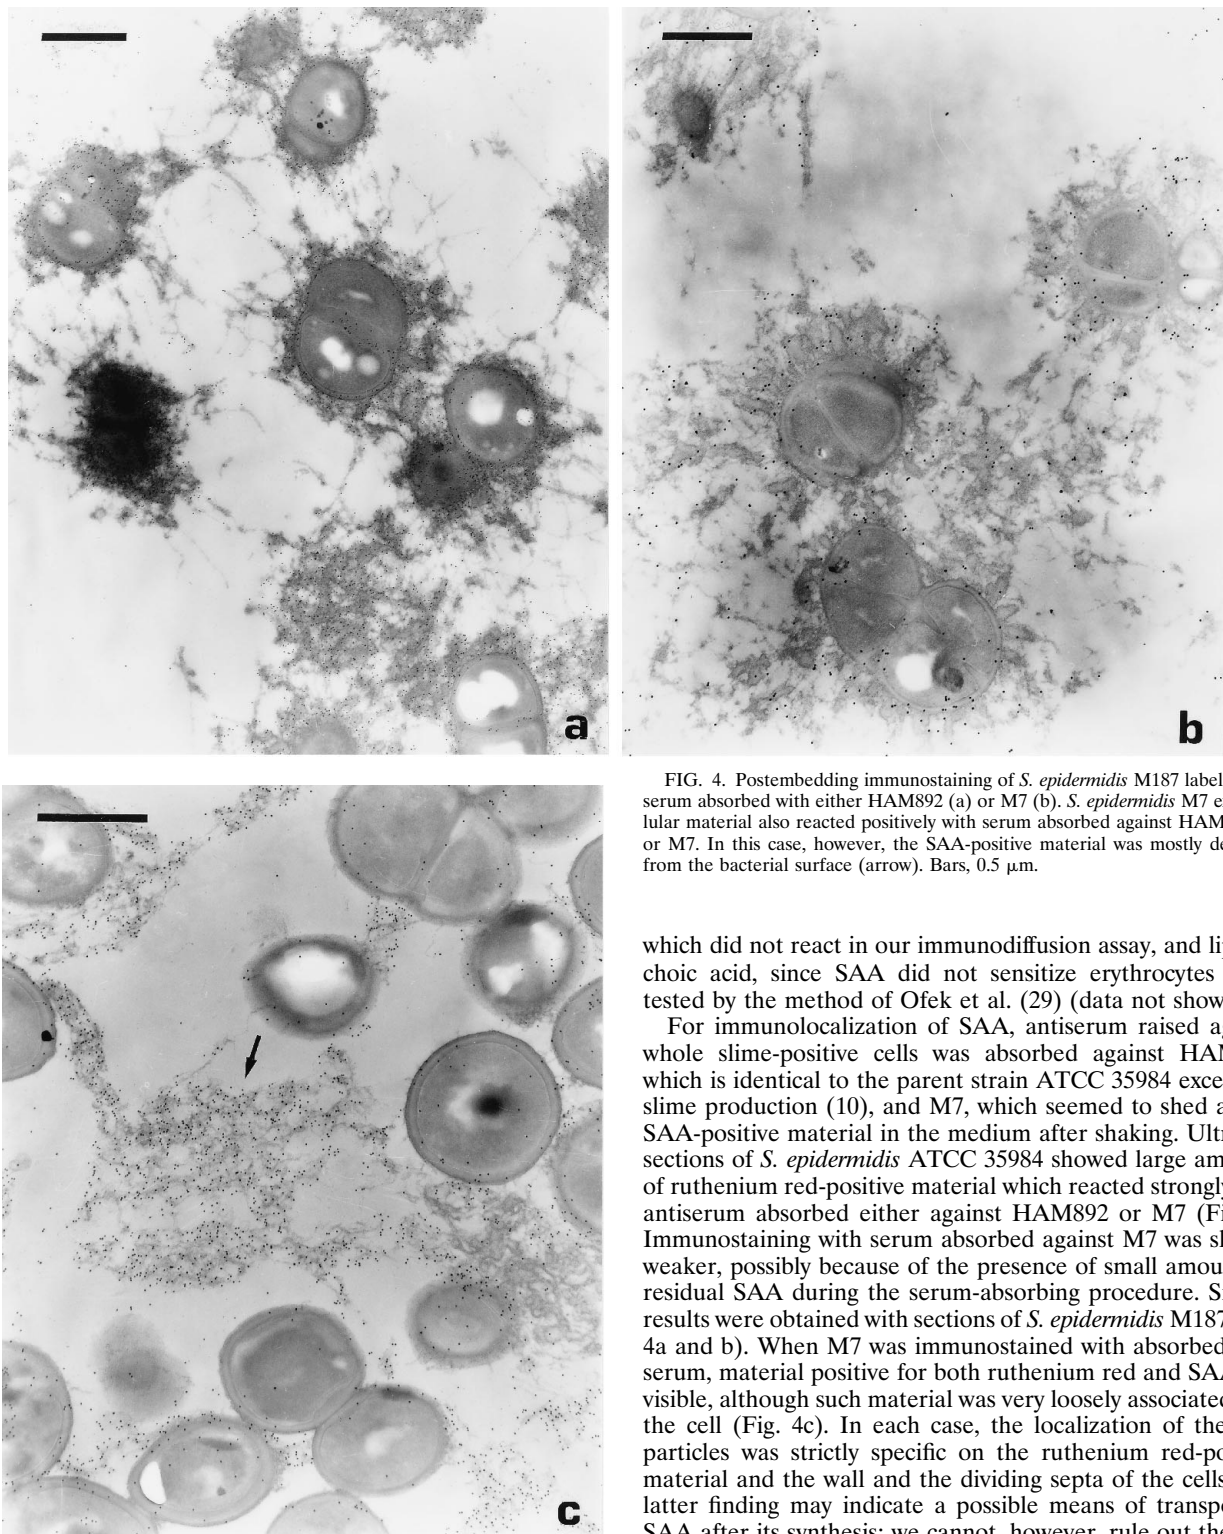 a
b
c
FIG. 4. Postembedding immunostaining of S. epidermidis M187 label
serum absorbed with either HAM892 (a) or M7 (b). S. epidermidis M7 e
lular material also reacted positively with serum absorbed against HAM
or M7. In this case, however, the SAA-positive material was mostly de
from the bacterial surface (arrow). Bars, 0.5 μm.
which did not react in our immunodiffusion assay, and li
choic acid, since SAA did not sensitize erythrocytes
tested by the method of Ofek et al. (29) (data not show
For immunolocalization of SAA, antiserum raised a
whole slime-positive cells was absorbed against HAM
which is identical to the parent strain ATCC 35984 exce
slime production (10), and M7, which seemed to shed a
SAA-positive material in the medium after shaking. Ultr
sections of S. epidermidis ATCC 35984 showed large am
of ruthenium red-positive material which reacted strongly
antiserum absorbed either against HAM892 or M7 (Fi
Immunostaining with serum absorbed against M7 was sl
weaker, possibly because of the presence of small amou
residual SAA during the serum-absorbing procedure. S
results were obtained with sections of S. epidermidis M187
4a and b). When M7 was immunostained with absorbed
serum, material positive for both ruthenium red and SAA
visible, although such material was very loosely associated
the cell (Fig. 4c). In each case, the localization of the
particles was strictly specific on the ruthenium red-po
material and the wall and the dividing septa of the cells
latter finding may indicate a possible means of transpo
SAA after its synthesis; we cannot, however, rule out the